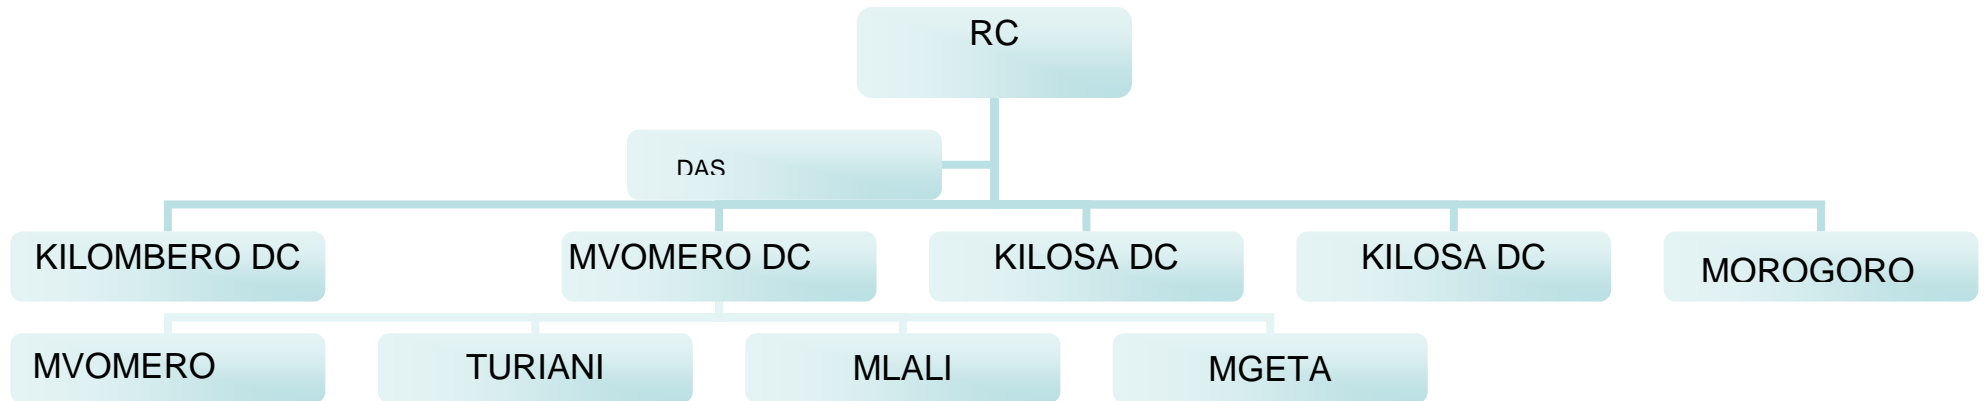 RC
DAS
KILOMBERO DC
MVOMERO DC
KILOSA DC
KILOSA DC
MOROGORO
MVOMERO
TURIANI
MLALI
MGETA